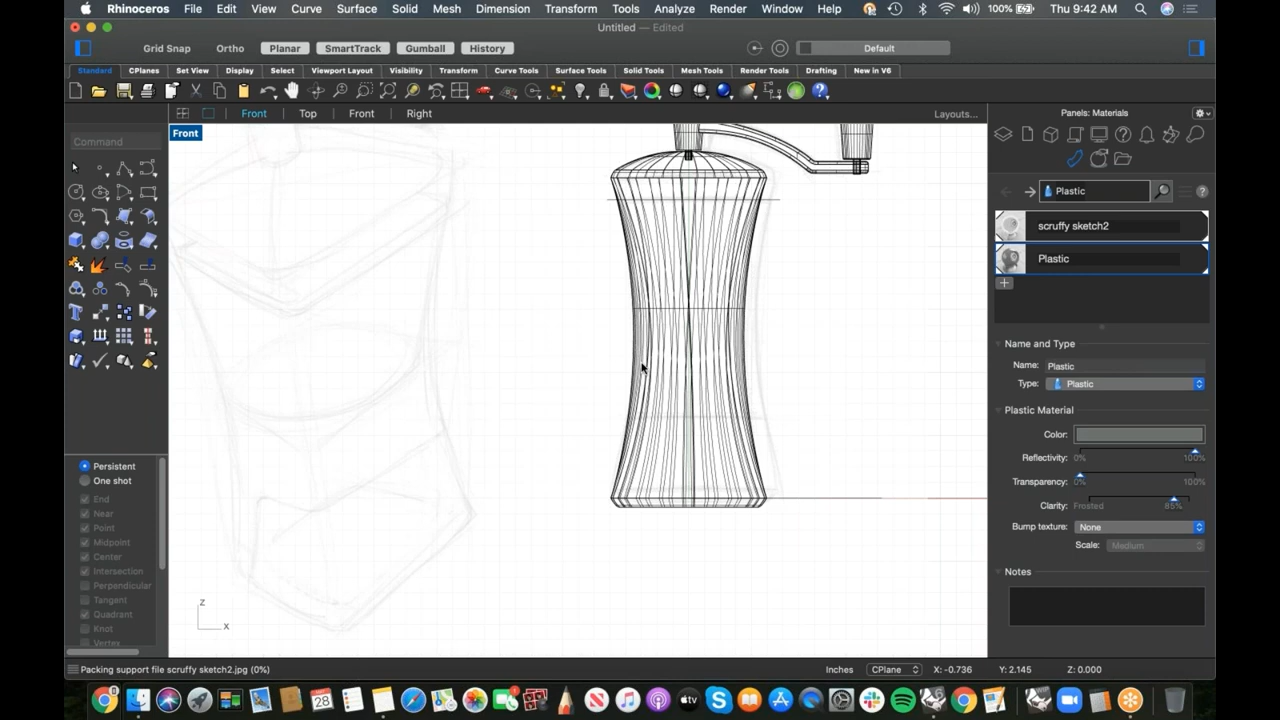 Rhinoceros File Edit View Curve Surface Solid Mesh Dimension Transform Tools Analyze Render Window Help 100% Thu 9:42 AM
Untitled — Edited
Grid Snap Ortho Planar SmartTrack Gumball History Default
Standard CPlanes Set View Display Select Viewport Layout Visibility Transform Curve Tools Surface Tools Solid Tools Mesh Tools Render Tools Drafting New in V6
Front Top Front Right Layouts... Panels: Materials
Front
Command
Plastic
scruffy sketch2
Plastic
Name and Type
Name: Plastic
Type: Plastic
Plastic Material
Color:
Reflectivity: 0% 100%
Transparency: 0% 100%
Clarity: Frosted 85%
Bump texture: None
Scale: Medium
Notes
Persistent
One shot
End
Near
Point
Midpoint
Center
Intersection
Perpendicular
Tangent
Quadrant
Knot
Vertex
z
x
Packing support file scruffy sketch2.jpg (0%) Inches CPlane X: -0.736 Y: 2.145 Z: 0.000
28